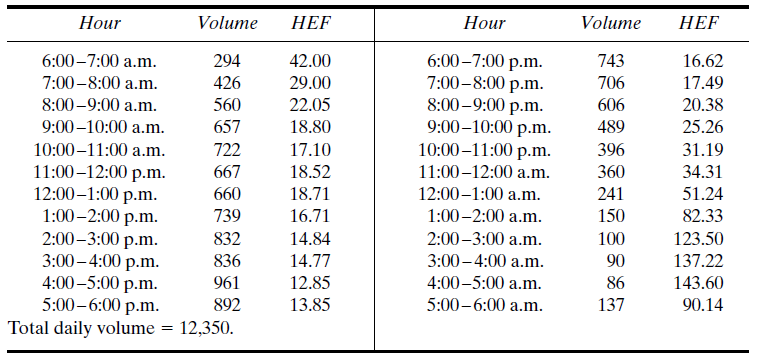 Hour Volume HEF Hour Volume HEF
6:00–7:00 a.m. 294 42.00 6:00–7:00 p.m. 743 16.62
7:00–8:00 a.m. 426 29.00 7:00–8:00 p.m. 706 17.49
8:00–9:00 a.m. 560 22.05 8:00–9:00 p.m. 606 20.38
9:00–10:00 a.m. 657 18.80 9:00–10:00 p.m. 489 25.26
10:00–11:00 a.m. 722 17.10 10:00–11:00 p.m. 396 31.19
11:00–12:00 p.m. 667 18.52 11:00–12:00 a.m. 360 34.31
12:00–1:00 p.m. 660 18.71 12:00–1:00 a.m. 241 51.24
1:00–2:00 p.m. 739 16.71 1:00–2:00 a.m. 150 82.33
2:00–3:00 p.m. 832 14.84 2:00–3:00 a.m. 100 123.50
3:00–4:00 p.m. 836 14.77 3:00–4:00 a.m. 90 137.22
4:00–5:00 p.m. 961 12.85 4:00–5:00 a.m. 86 143.60
5:00–6:00 p.m. 892 13.85 5:00–6:00 a.m. 137 90.14
Total daily volume = 12,350.